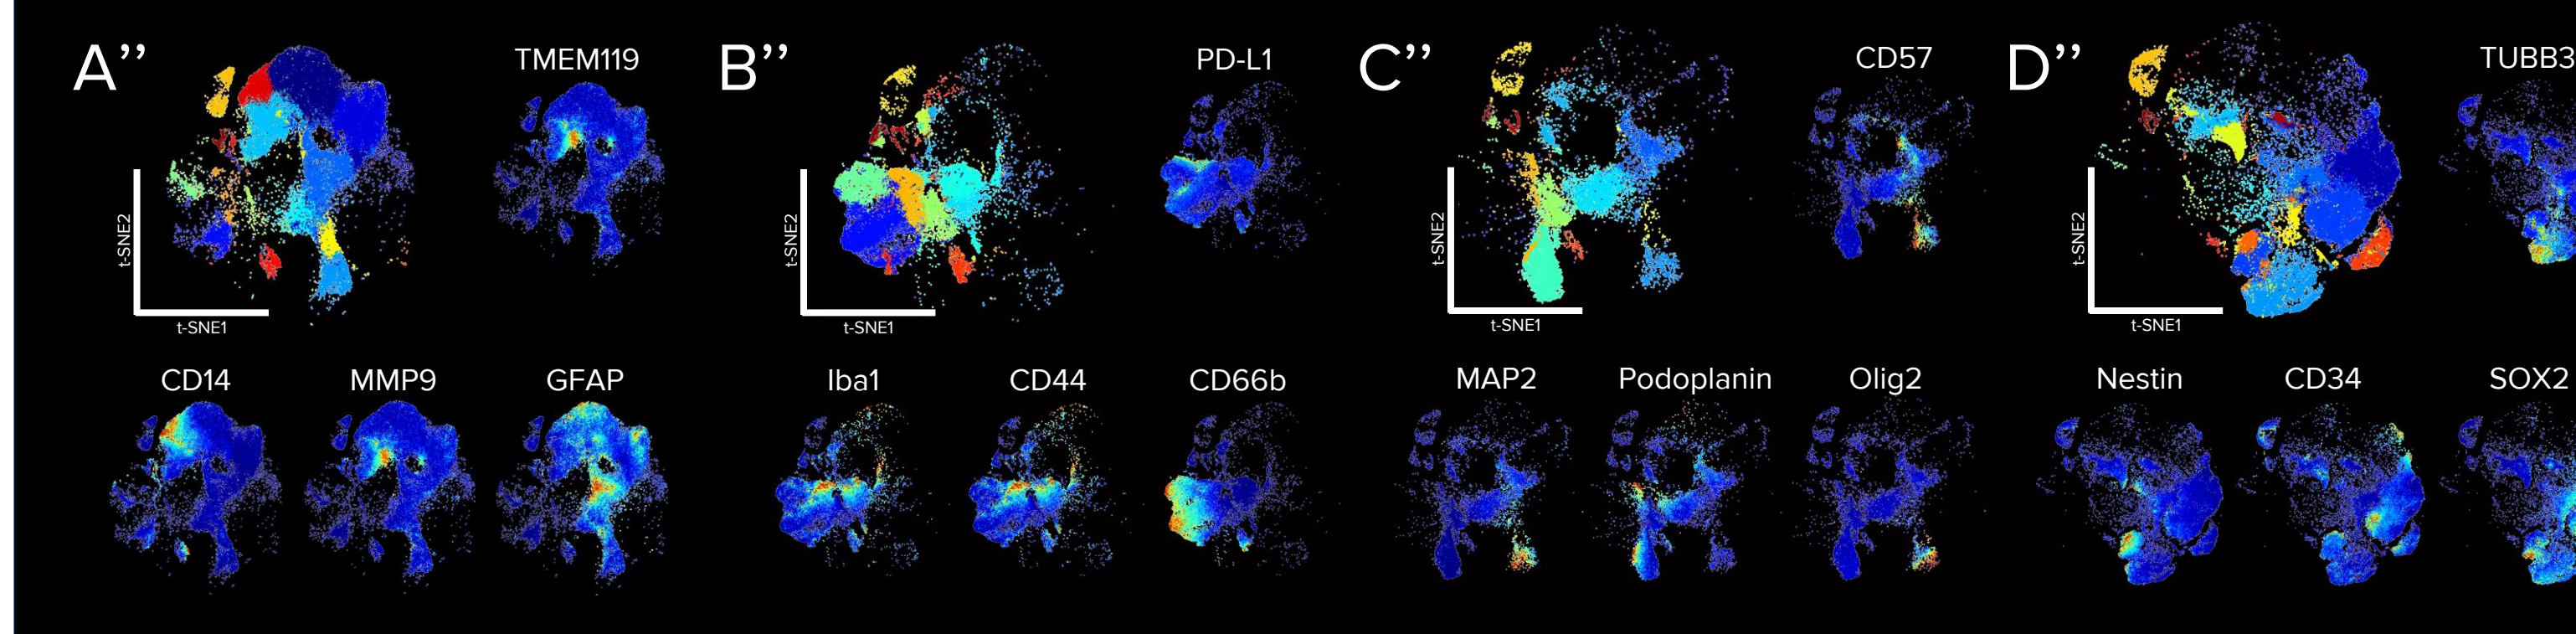 A’’
TMEM119
t-SNE2
t-SNE1
CD14
MMP9
GFAP
B’’
PD-L1
t-SNE2
t-SNE1
Iba1
CD44
CD66b
C’’
CD57
t-SNE2
t-SNE1
MAP2
Podoplanin
Olig2
D’’
TUBB3
t-SNE2
t-SNE1
Nestin
CD34
SOX2